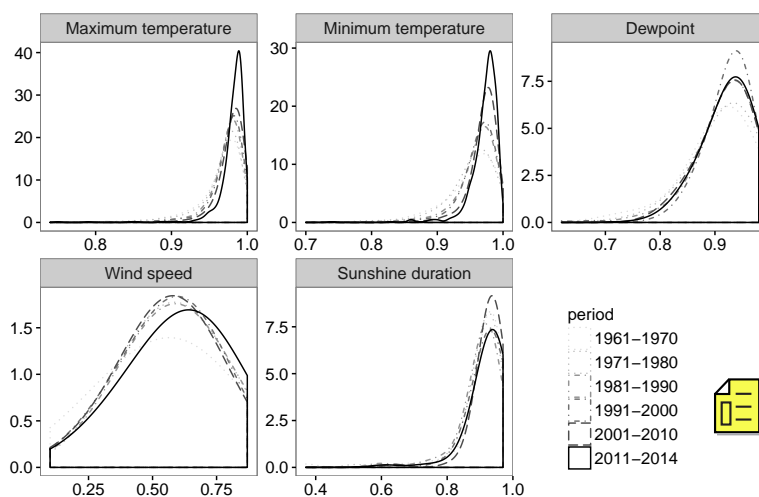 Maximum temperature
40
30
20
10
0
0.8 0.9 1.0
Minimum temperature
30
20
10
0
0.7 0.8 0.9 1.0
Dewpoint
7.5
5.0
2.5
0.0
0.7 0.8 0.9
Wind speed
1.5
1.0
0.5
0.0
0.25 0.50 0.75
Sunshine duration
7.5
5.0
2.5
0.0
0.4 0.6 0.8 1.0
period
1961−1970
1971−1980
1981−1990
1991−2000
2001−2010
2011−2014